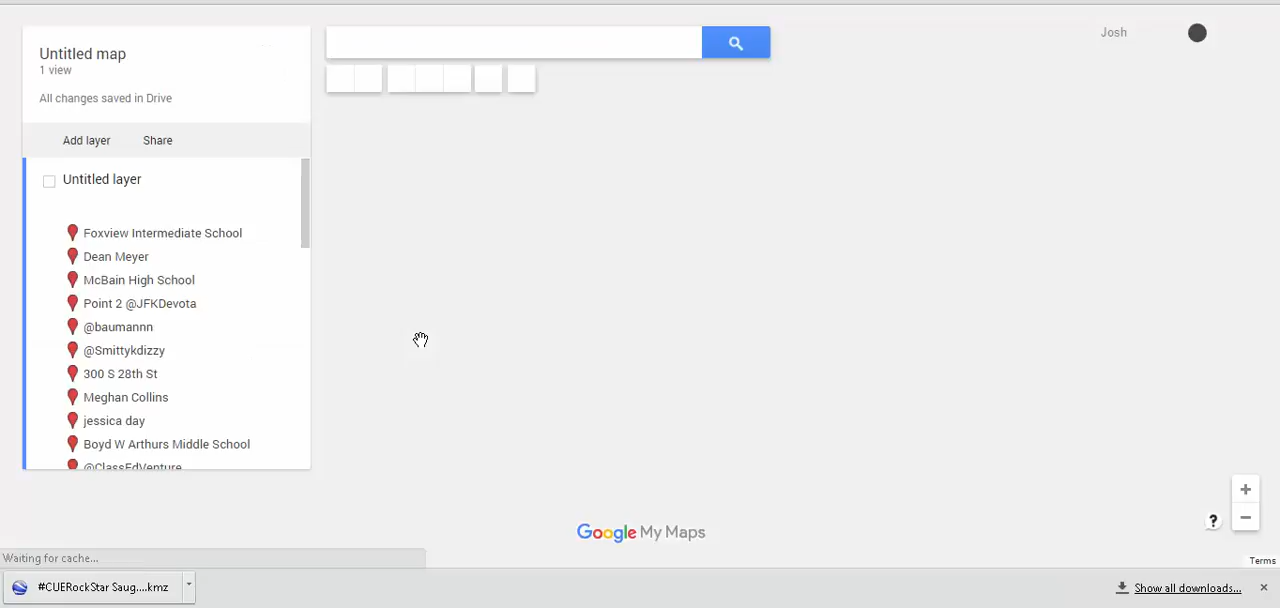 Untitled map
1 view
All changes saved in Drive
Add layer Share
Untitled layer
Foxview Intermediate School
Dean Meyer
McBain High School
Point 2 @JFKDevota
@baumannn
@Smittykdizzy
300 S 28th St
Meghan Collins
jessica day
Boyd W Arthurs Middle School
@ClassEdVenture
Josh
+
−
?
Google My Maps
Terms
Waiting for cache...
#CUERockStar Saug....kmz
Show all downloads...